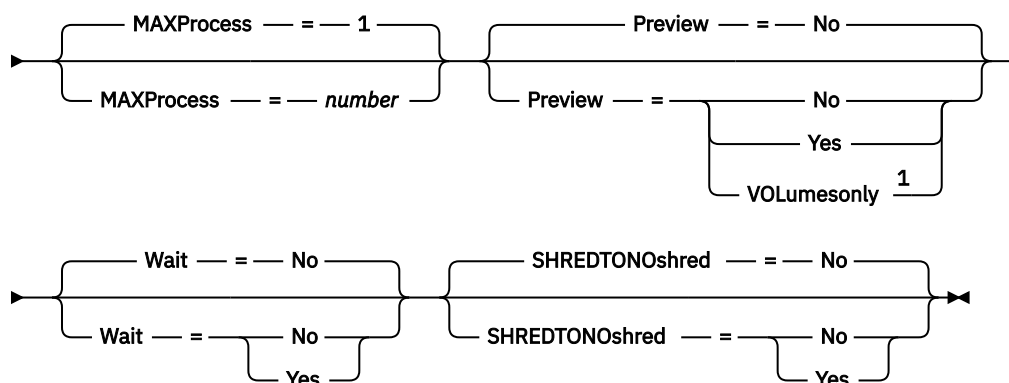 MAXProcess = 1 Preview = No
MAXProcess = number Preview = No
Yes
VOLumesonly 1
Wait = No SHREDTONOshred = No
Wait = No SHREDTONOshred = No
Yes Yes